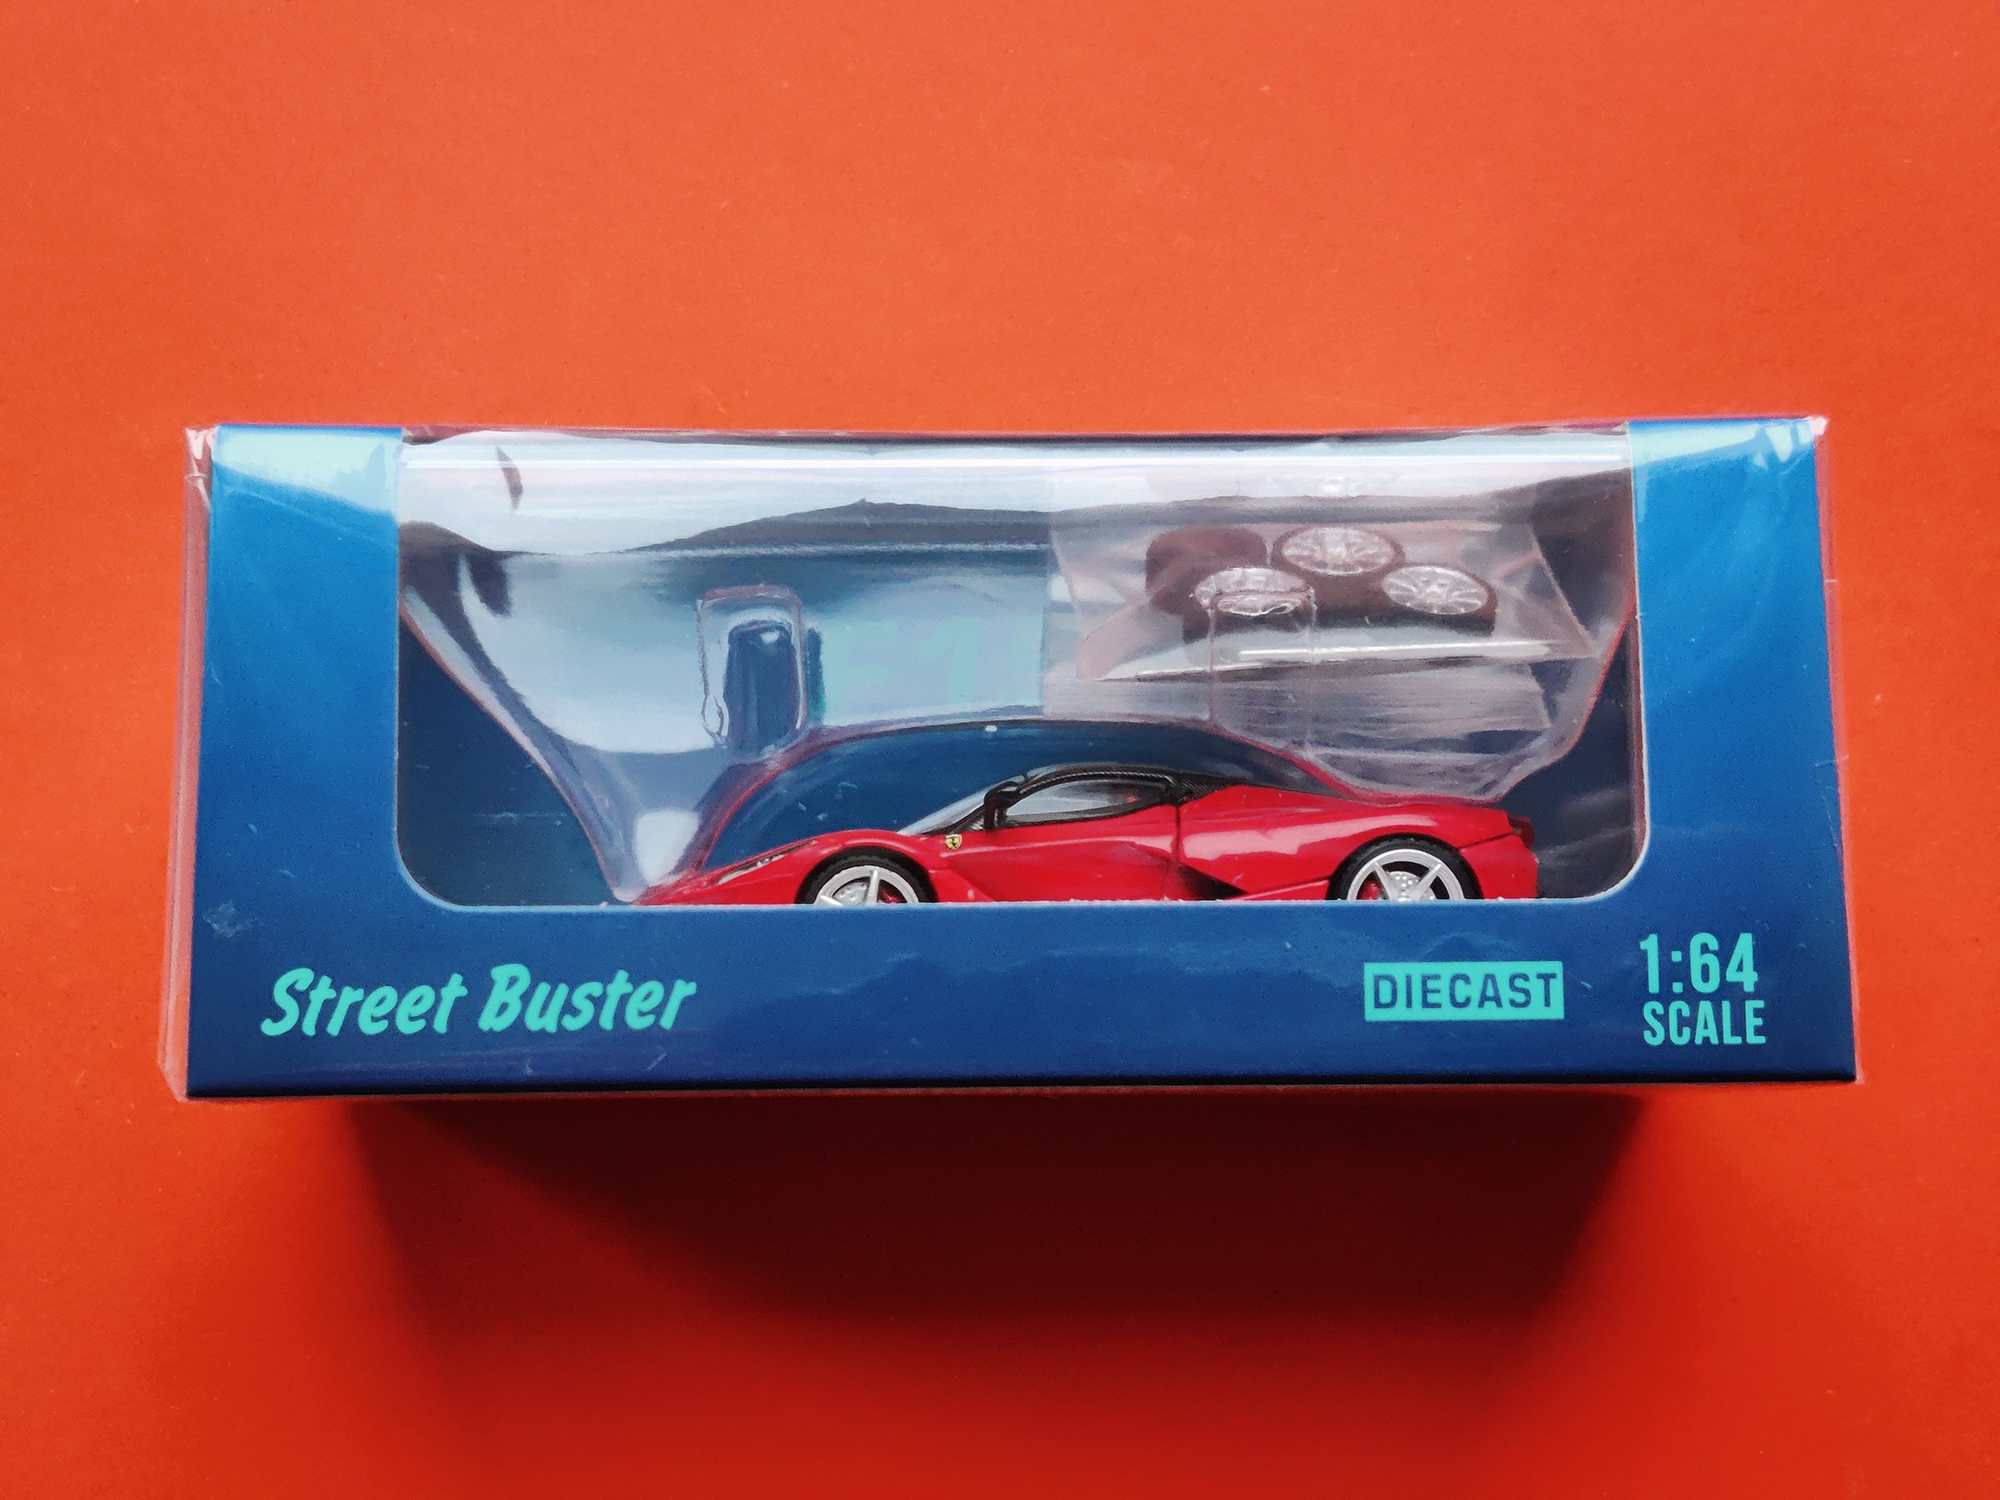 Street Buster
DIECAST
1:64
SCALE